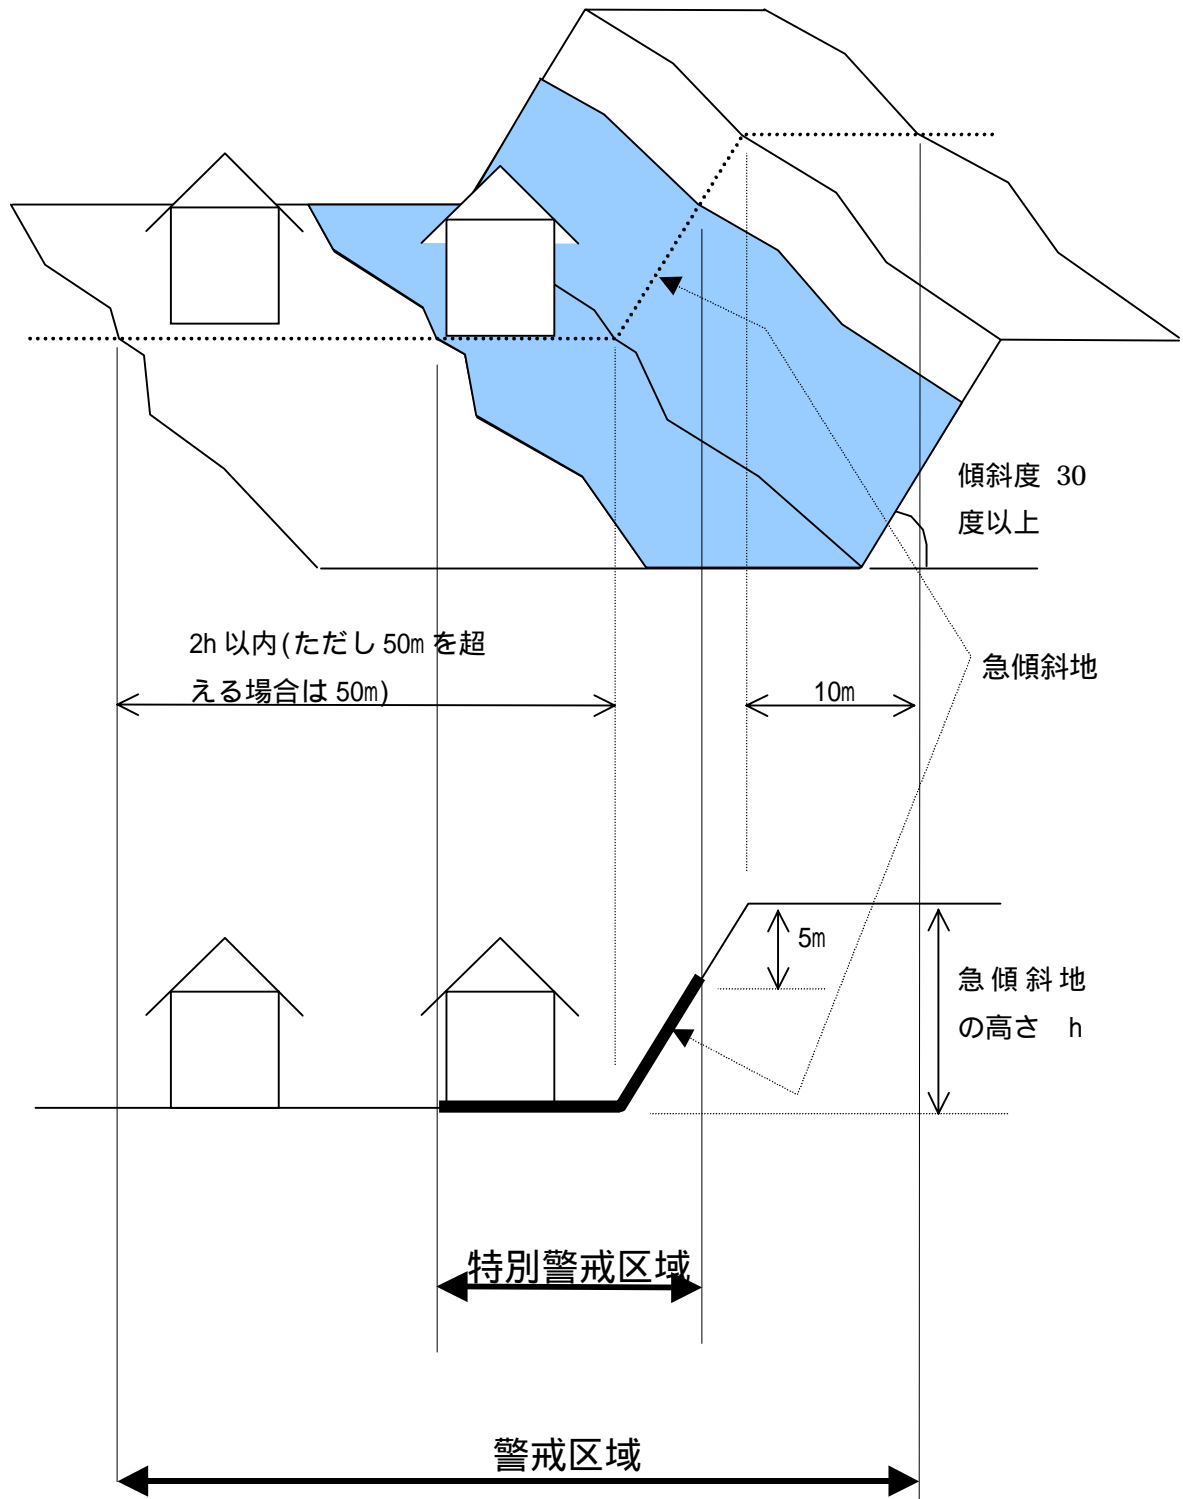 傾斜度 30
度以上
2h 以内(ただし 50m を超
える場合は 50m)
急傾斜地
10m
5m
急傾斜地
の高さ h
特別警戒区域
警戒区域